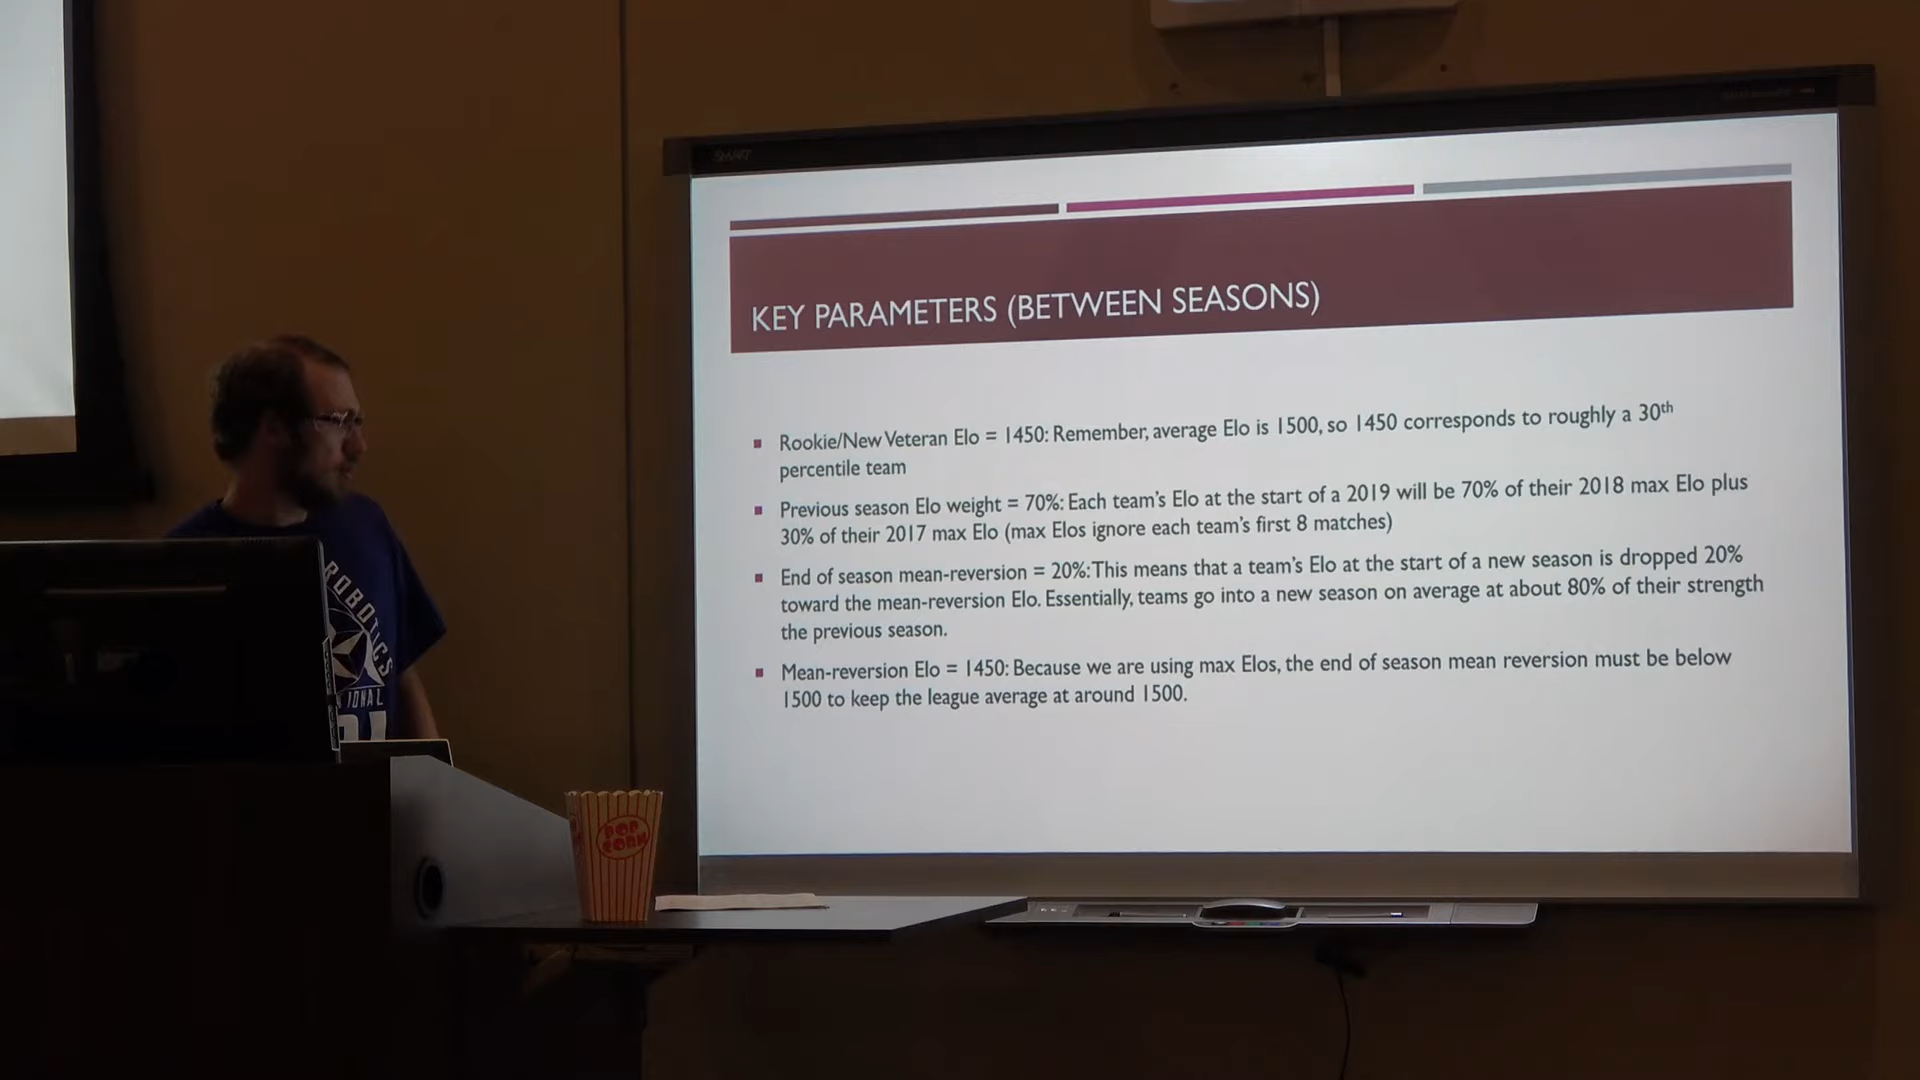 SMART
KEY PARAMETERS (BETWEEN SEASONS)
Rookie/New Veteran Elo = 1450: Remember, average Elo is 1500, so 1450 corresponds to roughly a 30th
percentile team
Previous season Elo weight = 70%: Each team's Elo at the start of a 2019 will be 70% of their 2018 max Elo plus
30% of their 2017 max Elo (max Elos ignore each team's first 8 matches)
End of season mean-reversion = 20%: This means that a team's Elo at the start of a new season is dropped 20%
toward the mean-reversion Elo. Essentially, teams go into a new season on average at about 80% of their strength
the previous season.
Mean-reversion Elo = 1450: Because we are using max Elos, the end of season mean reversion must be below
1500 to keep the league average at around 1500.
ROBOTICS
POP
CORN